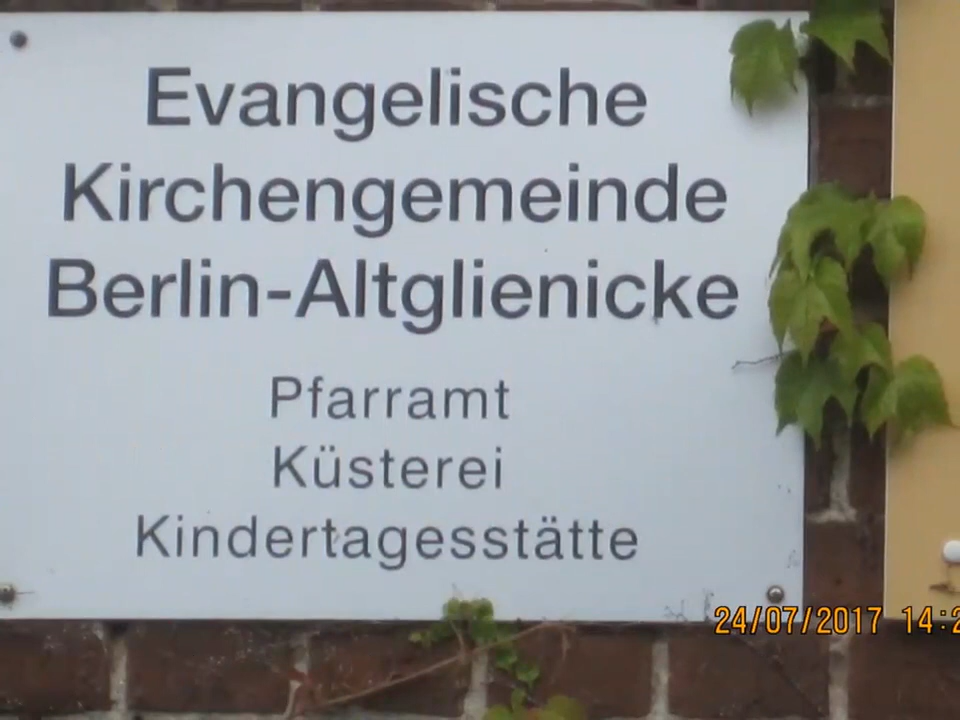 Evangelische
Kirchengemeinde
Berlin-Altglienicke
Pfarramt
Küsterei
Kindertagesstätte
24/07/2017 14:2